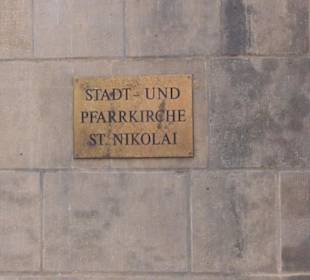 STADT - UND
PFARRKIRCHE
ST. NIKOLAI